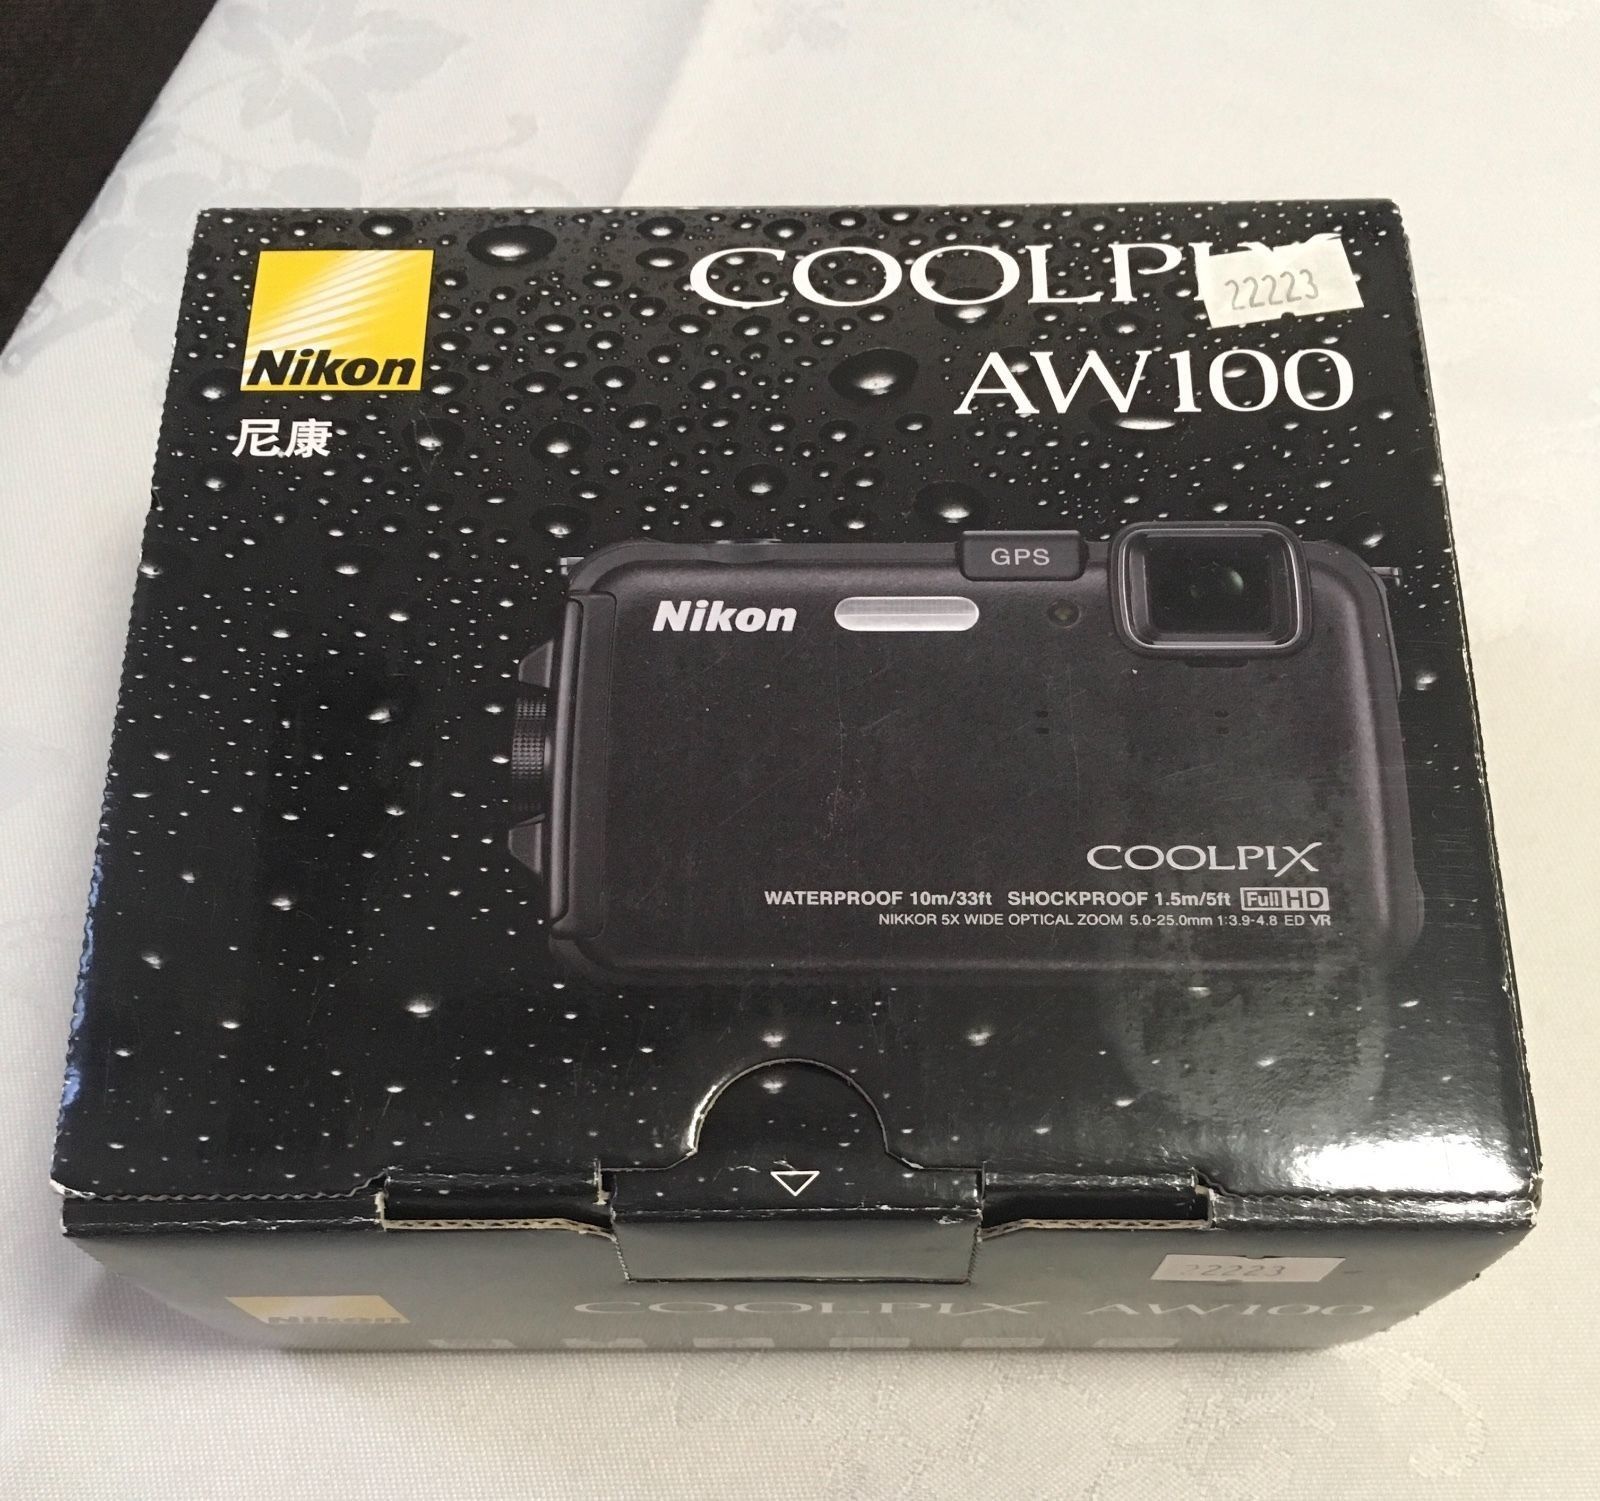 COOLPIX
22223
AW100
Nikon
尼康
GPS
Nikon
COOLPIX
WATERPROOF 10m/33ft SHOCKPROOF 1.5m/5ft Full HD
NIKKOR 5X WIDE OPTICAL ZOOM 5.0-25.0mm 1:3.9-4.8 ED VR
22223
Nikon
COOLPIX AW100